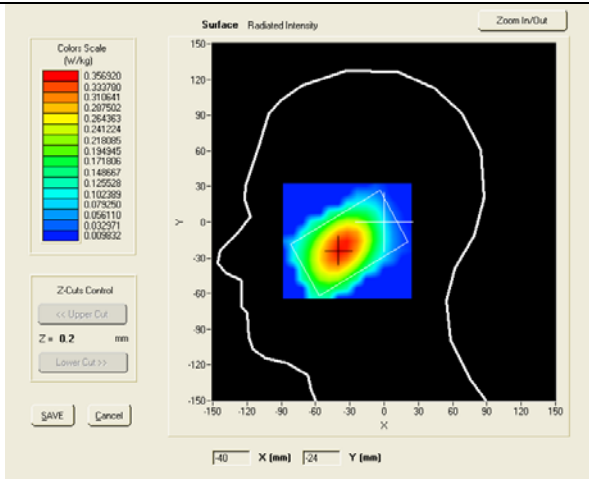 Surface Radiated Intensity
Zoom In/Out
Colors Scale
(W/kg)
0.356920
0.333780
0.310641
0.287502
0.264363
0.241224
0.218085
0.194945
0.171806
0.148667
0.125528
0.102389
0.079250
0.056110
0.032971
0.009832
Z-Cuts Control
<< Upper Cut
Z = 0.2 mm
Lower Cut >>
SAVE Cancel
150
120
90
60
30
0
-30
-60
-90
-120
-150
Y
-150 -120 -90 -60 -30 0 30 60 90 120 150
X
-40 X (mm) -24 Y (mm)